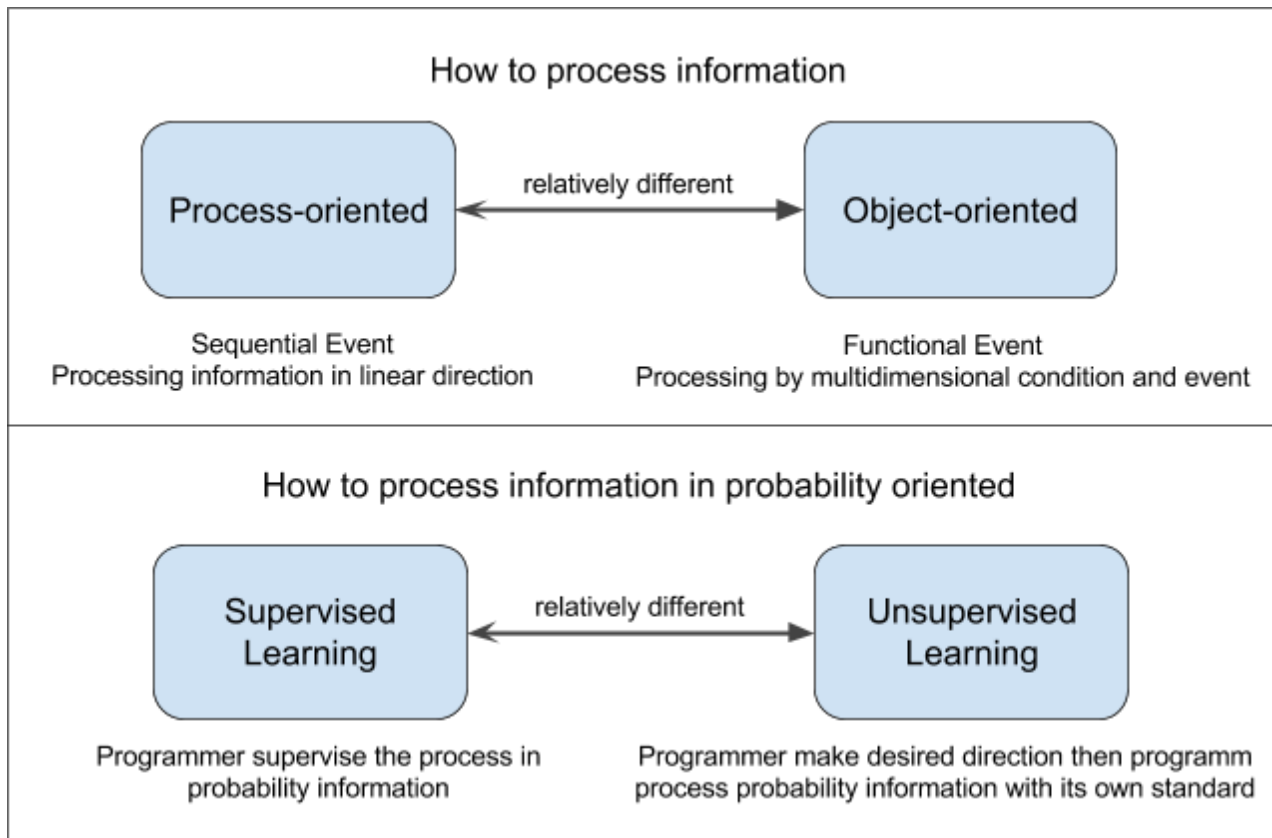 How to process information
Process-oriented
relatively different
Object-oriented
Sequential Event
Processing information in linear direction
Functional Event
Processing by multidimensional condition and event
How to process information in probability oriented
Supervised
Learning
relatively different
Unsupervised
Learning
Programmer supervise the process in
probability information
Programmer make desired direction then programm
process probability information with its own standard